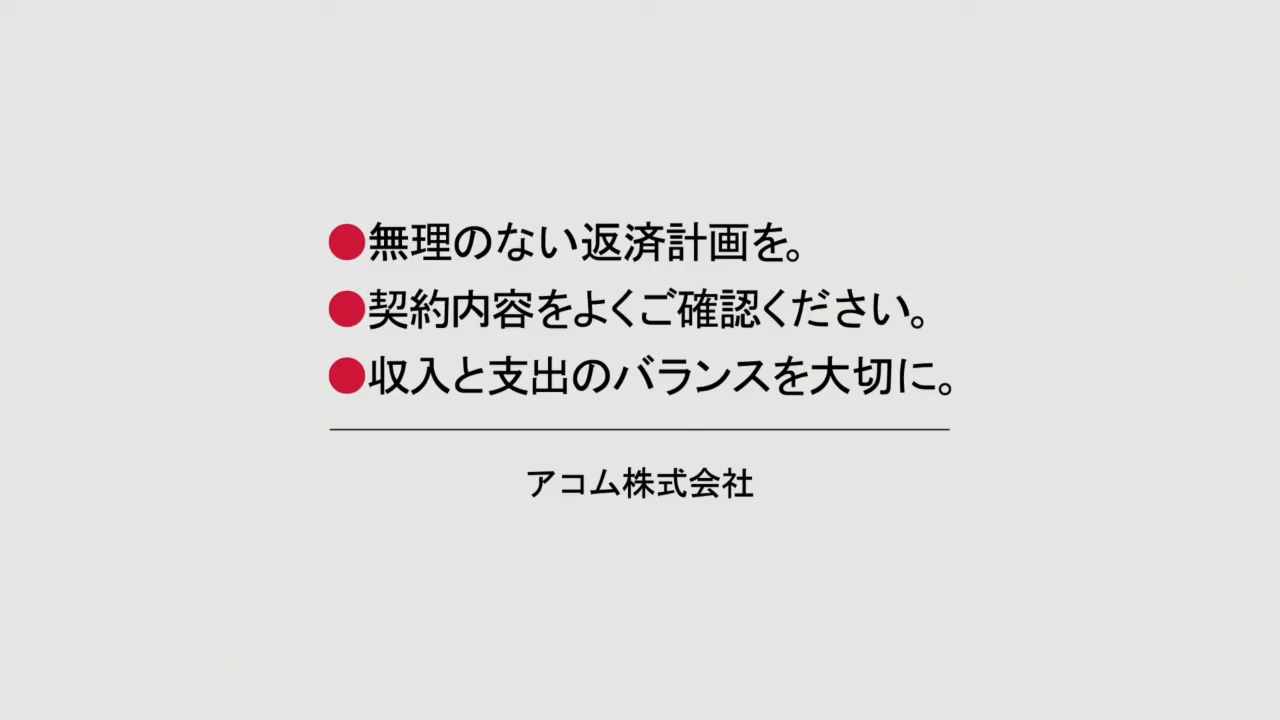 ●無理のない返済計画を。
●契約内容をよくご確認ください。
●収入と支出のバランスを大切に。
アコム株式会社